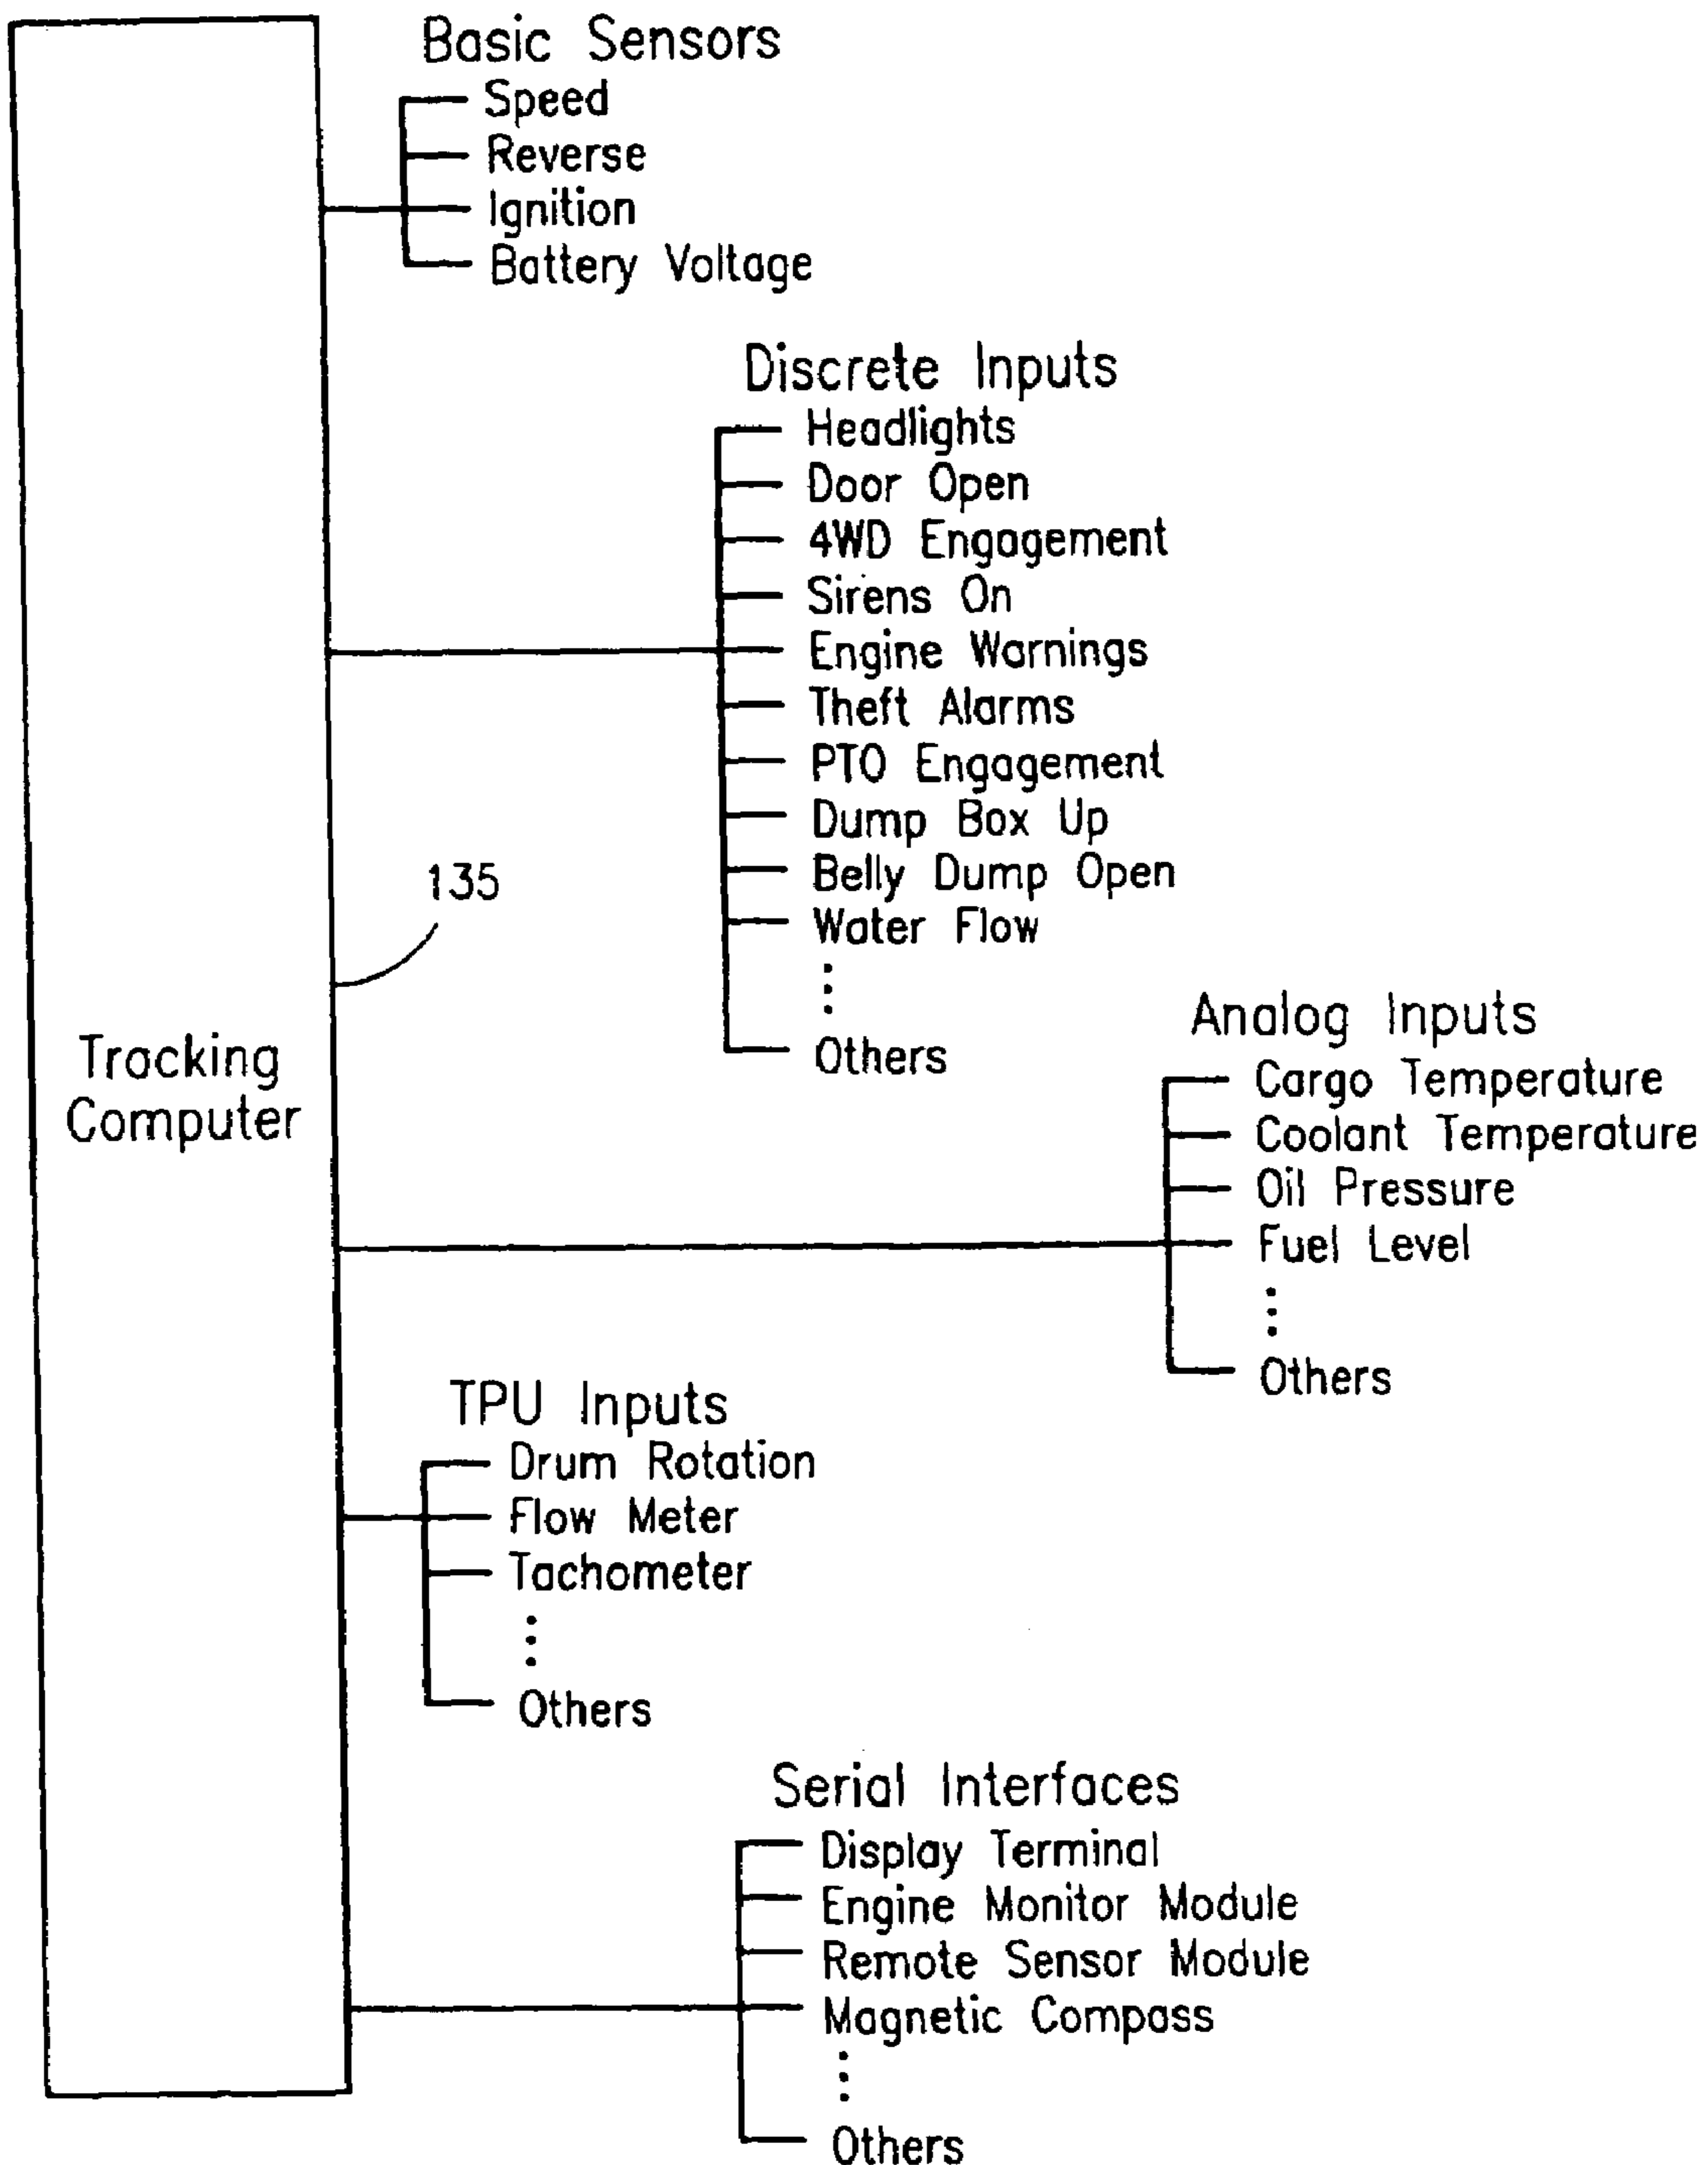 Basic Sensors
Speed
Reverse
Ignition
Battery Voltage
Discrete Inputs
Headlights
Door Open
4WD Engagement
Sirens On
Engine Warnings
Theft Alarms
PTO Engagement
Dump Box Up
Belly Dump Open
Water Flow
Others
135
Tracking
Computer
Analog Inputs
Cargo Temperature
Coolant Temperature
Oil Pressure
Fuel Level
Others
TPU Inputs
Drum Rotation
Flow Meter
Tachometer
Others
Serial Interfaces
Display Terminal
Engine Monitor Module
Remote Sensor Module
Magnetic Compass
Others